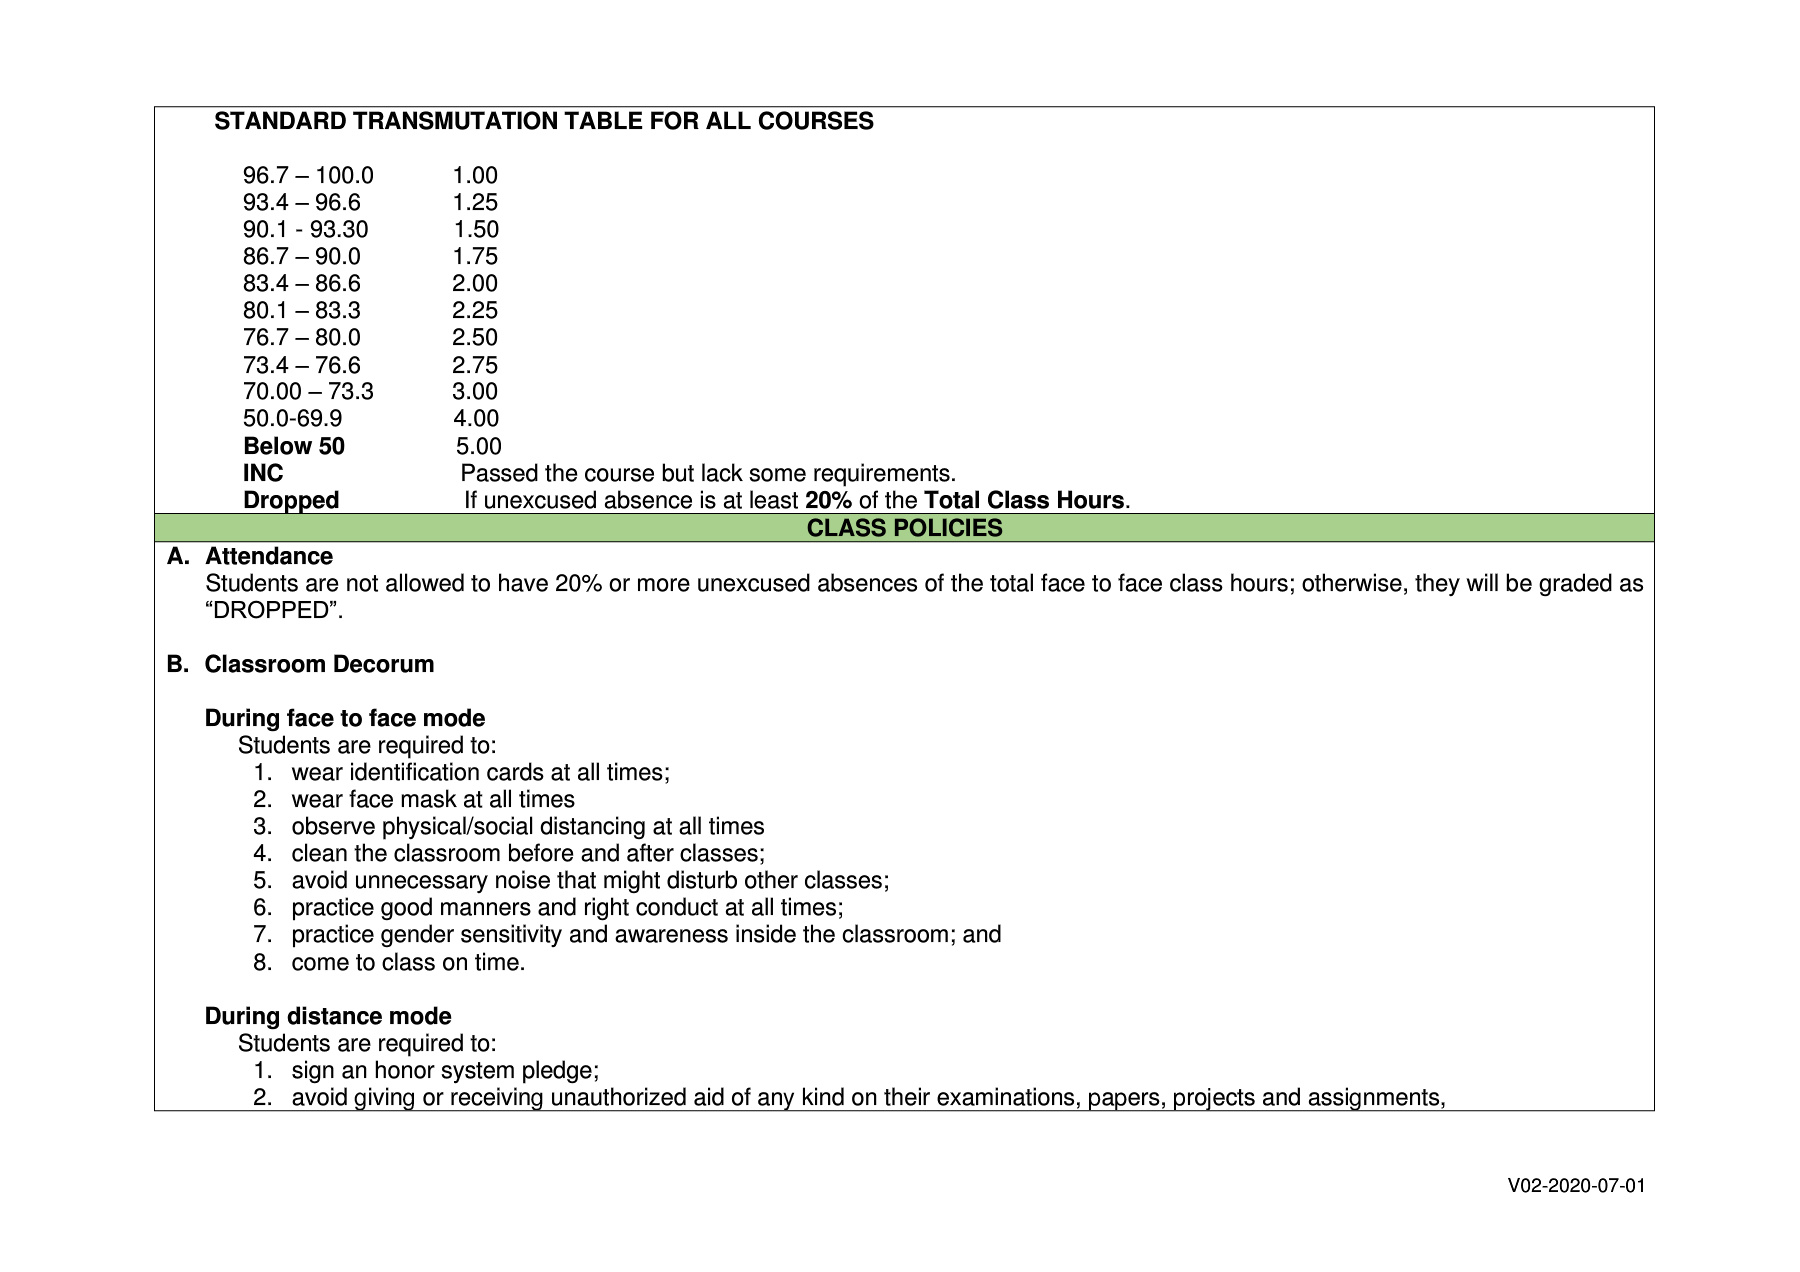 STANDARD TRANSMUTATION TABLE FOR ALL COURSES
96.7 – 100.0 1.00
93.4 – 96.6 1.25
90.1 - 93.30 1.50
86.7 – 90.0 1.75
83.4 – 86.6 2.00
80.1 – 83.3 2.25
76.7 – 80.0 2.50
73.4 – 76.6 2.75
70.00 – 73.3 3.00
50.0-69.9 4.00
Below 50 5.00
INC Passed the course but lack some requirements.
Dropped If unexcused absence is at least 20% of the Total Class Hours.
CLASS POLICIES
A. Attendance
Students are not allowed to have 20% or more unexcused absences of the total face to face class hours; otherwise, they will be graded as
“DROPPED”.
B. Classroom Decorum
During face to face mode
Students are required to:
1. wear identification cards at all times;
2. wear face mask at all times
3. observe physical/social distancing at all times
4. clean the classroom before and after classes;
5. avoid unnecessary noise that might disturb other classes;
6. practice good manners and right conduct at all times;
7. practice gender sensitivity and awareness inside the classroom; and
8. come to class on time.
During distance mode
Students are required to:
1. sign an honor system pledge;
2. avoid giving or receiving unauthorized aid of any kind on their examinations, papers, projects and assignments,
V02-2020-07-01